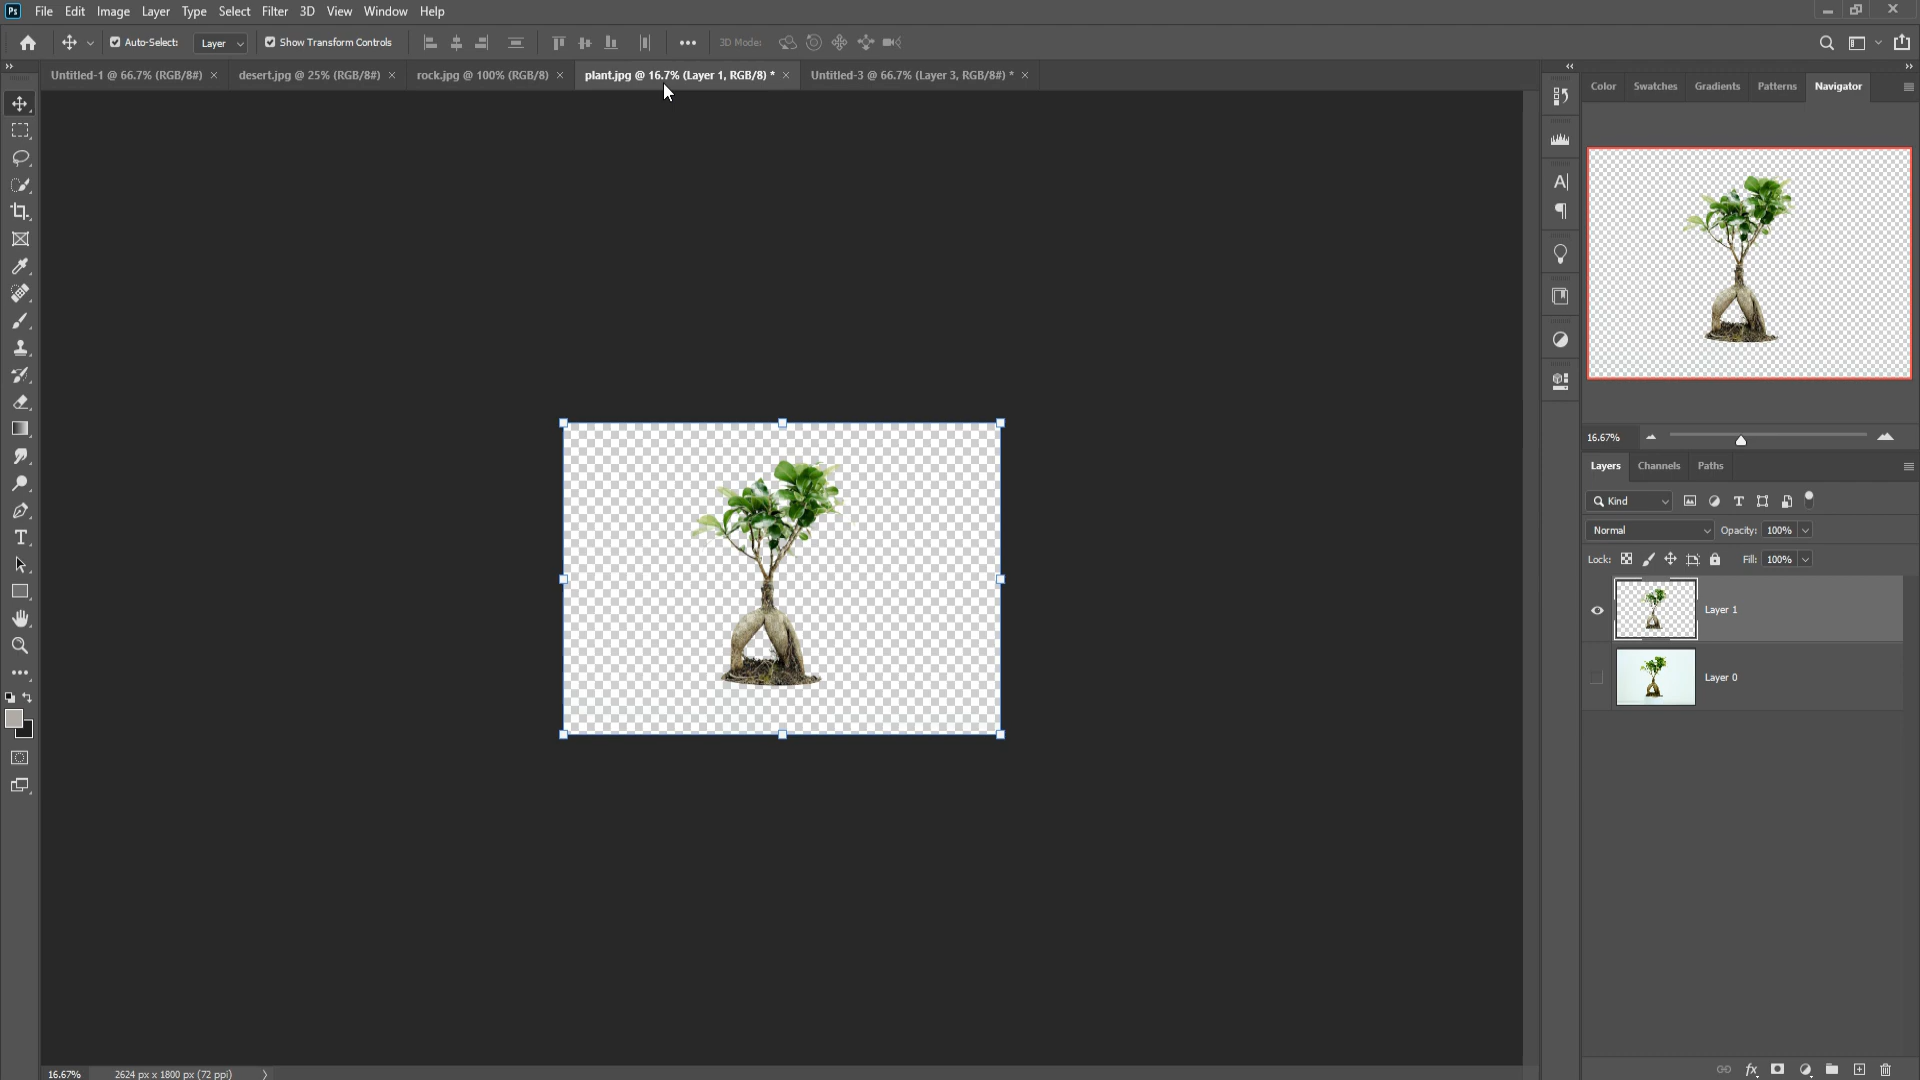 Ps File Edit Image Layer Type Select Filter 3D View Window Help
Auto-Select: Layer Show Transform Controls 3D Mode:
Untitled-1 @ 66.7% (RGB/8#) × desert.jpg @ 25% (RGB/8#) × rock.jpg @ 100% (RGB/8) × plant.jpg @ 16.7% (Layer 1, RGB/8) * × Untitled-3 @ 66.7% (Layer 3, RGB/8#) * ×
Color Swatches Gradients Patterns Navigator
16.67%
Layers Channels Paths
Kind
Normal Opacity: 100%
Lock: Fill: 100%
Layer 1
Layer 0
16.67% 2624 px x 1800 px (72 ppi)